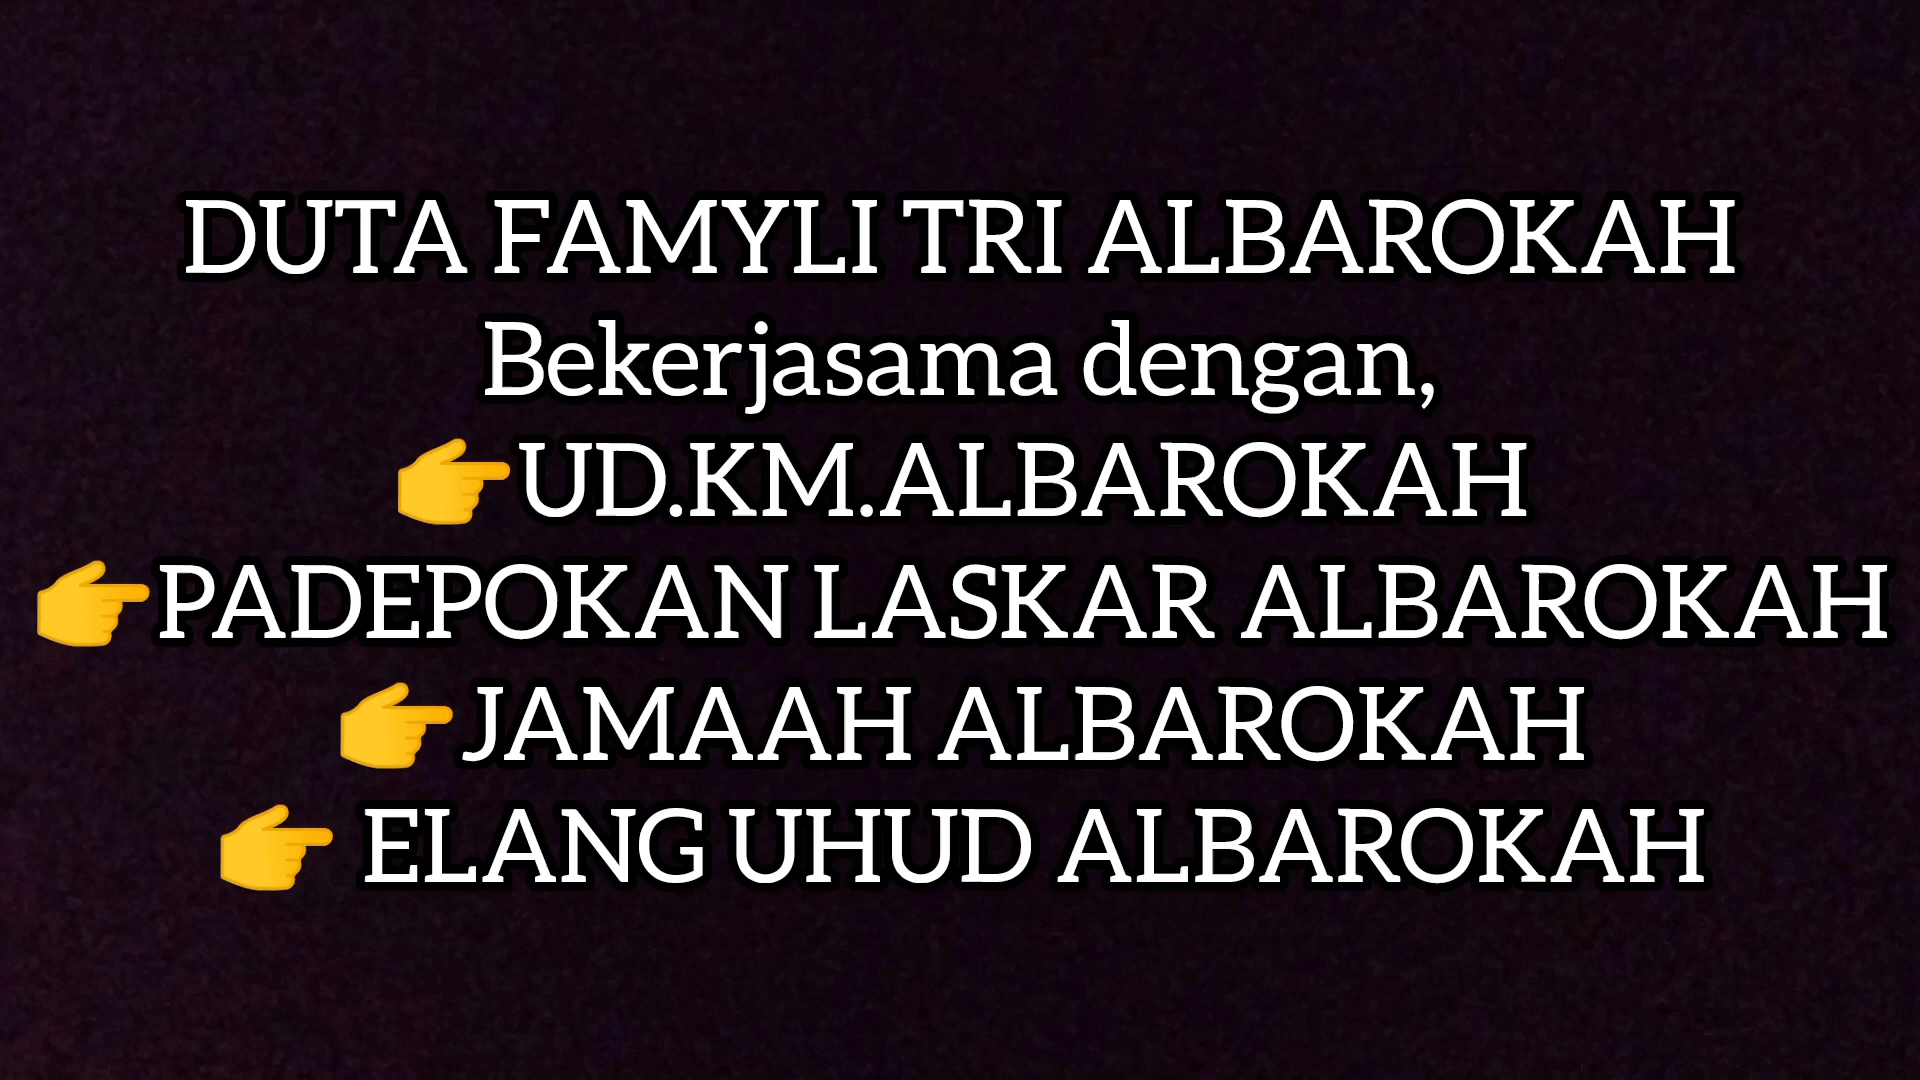 DUTA FAMYLI TRI ALBAROKAH
Bekerjasama dengan,
👉UD.KM.ALBAROKAH
👉PADEPOKAN LASKAR ALBAROKAH
👉JAMAAH ALBAROKAH
👉 ELANG UHUD ALBAROKAH